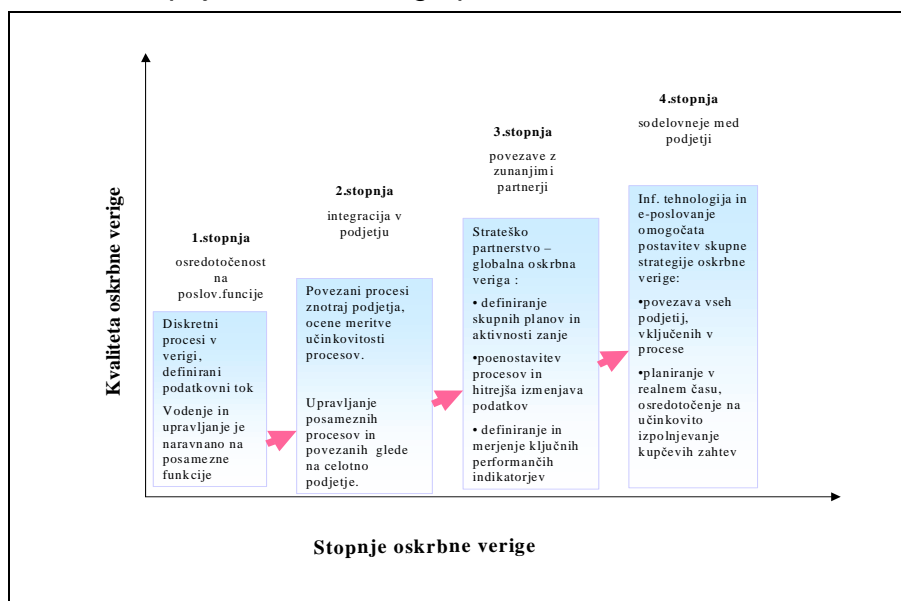 Kvaliteta oskrbne verige
1.stopnja
osredotočenost
na
poslov.funcije
Diskretni
procesi v
verigi,
definirani
podatkovni tok
Vodenje in
upravljanje je
naravnano na
posamezne
funkcije
2.stopnja
integracija v
podjetju
Povezani procesi
znotraj podjetja,
ocene meritve
učinkovitosti
procesov.
Upravljanje
posameznih
procesov in
povezanih glede
na celotno
podjetje.
3.stopnja
povezave z
zunanjimi
partnerji
Strateško
partnerstvo –
globalna oskrbna
veriga :
• definiranje
skupnih planov in
aktivnosti zanje
•poenostavitev
procesov in
hitrejša izmenjava
podatkov
• definiranje in
merjenje ključnih
performančih
indikatorjev
4.stopnja
sodelovneje med
podjetji
Inf. tehnologija in
e-poslovanje
omogočata
postavitev skupne
strategije oskrbne
verige:
•povezava vseh
podjetij,
vključenih v
procese
•planiranje v
realnem času,
osredotočenje na
učinkovito
izpolnjevanje
kupčevih zahtev
Stopnje oskrbne verige